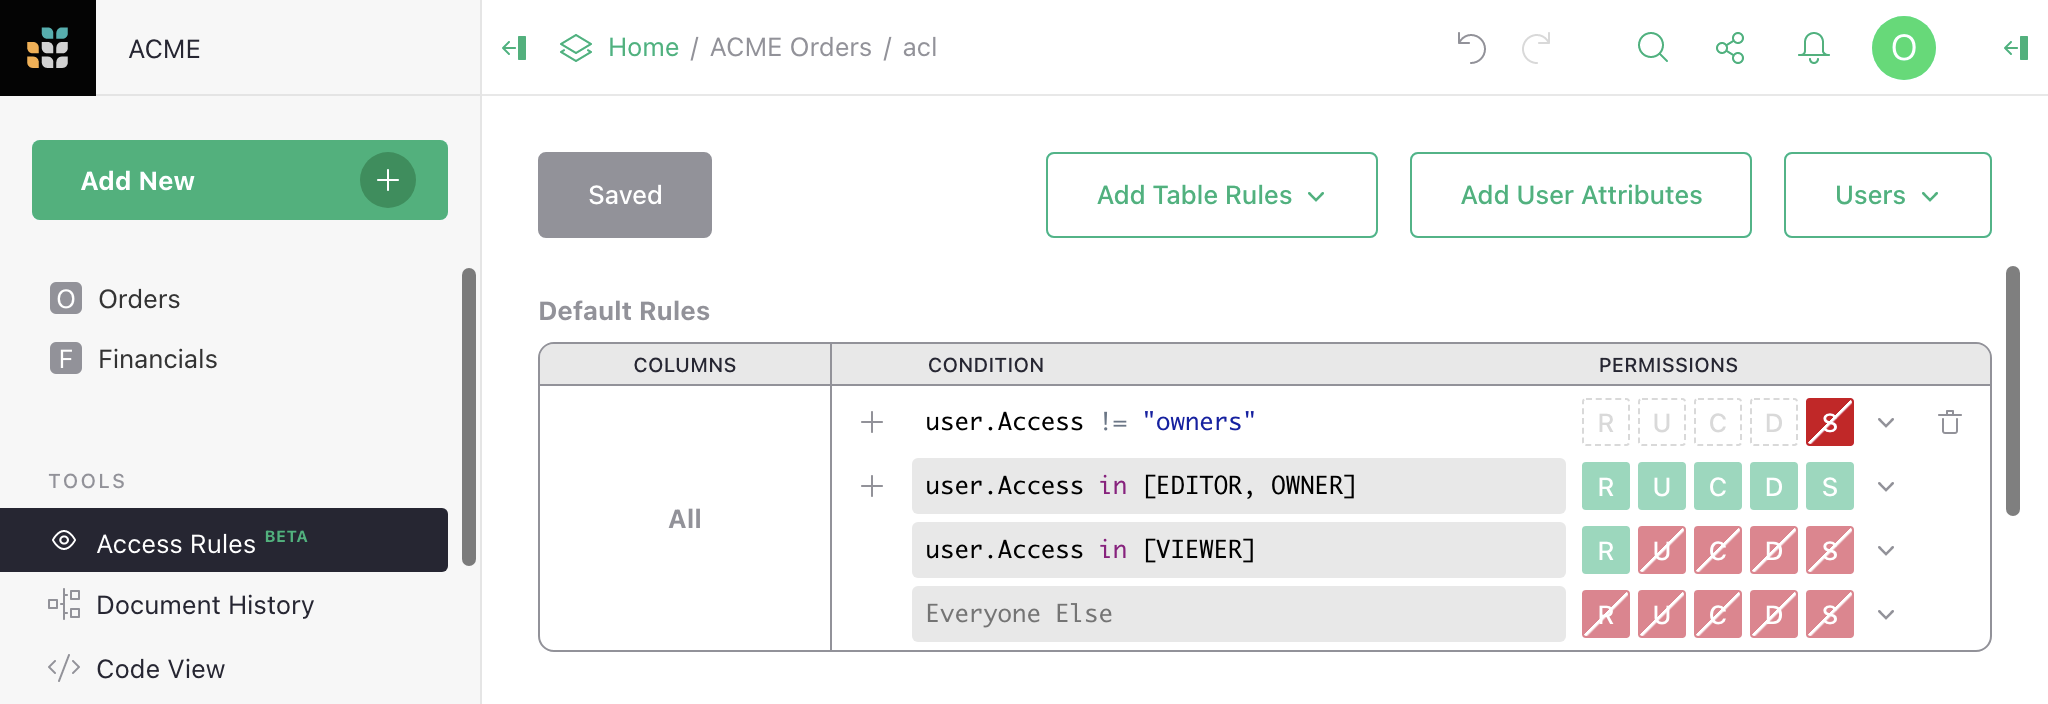 ACME
Home / ACME Orders / acl
O
Add New
Saved
Add Table Rules
Add User Attributes
Users
O Orders
F Financials
TOOLS
Access Rules BETA
Document History
</> Code View
Default Rules
COLUMNS CONDITION PERMISSIONS
All
user.Access != "owners" R U C D S
user.Access in [EDITOR, OWNER] R U C D S
user.Access in [VIEWER] R U C D S
Everyone Else R U C D S